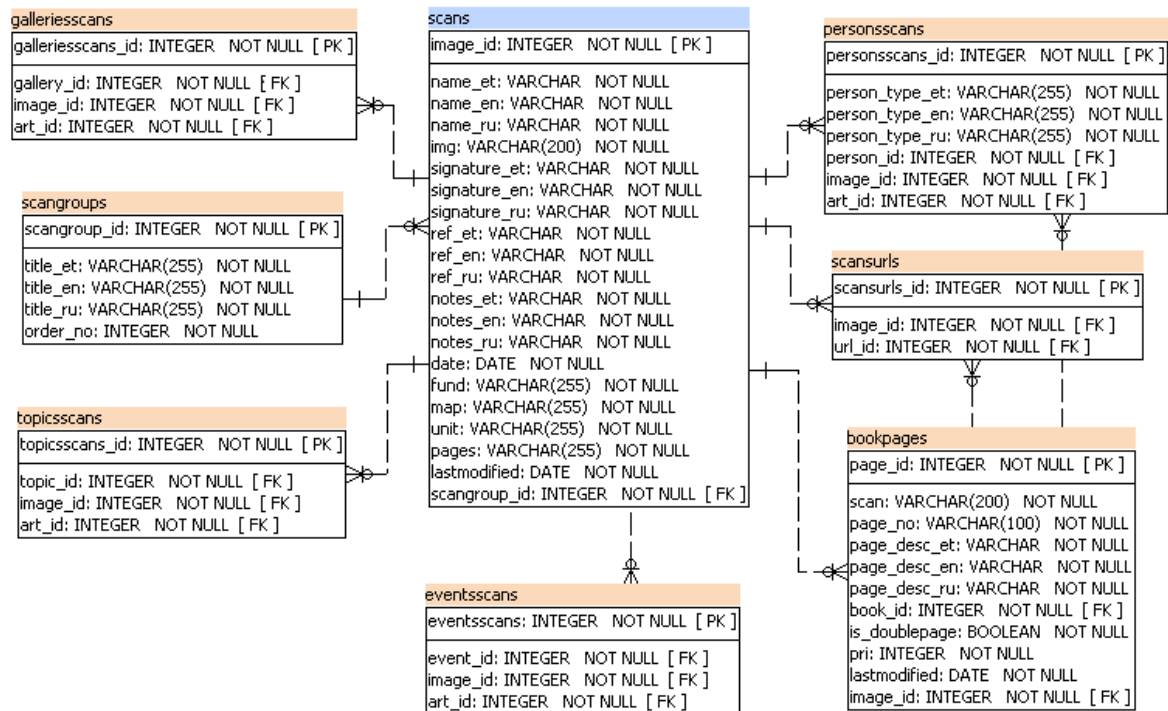 galleriesscans
galleriesscans_id: INTEGER NOT NULL [ PK ]
gallery_id: INTEGER NOT NULL [ FK ]
image_id: INTEGER NOT NULL [ FK ]
art_id: INTEGER NOT NULL [ FK ]
scangroups
scangroup_id: INTEGER NOT NULL [ PK ]
title_et: VARCHAR(255) NOT NULL
title_en: VARCHAR(255) NOT NULL
title_ru: VARCHAR(255) NOT NULL
order_no: INTEGER NOT NULL
topicsscans
topicsscans_id: INTEGER NOT NULL [ PK ]
topic_id: INTEGER NOT NULL [ FK ]
image_id: INTEGER NOT NULL [ FK ]
art_id: INTEGER NOT NULL [ FK ]
scans
image_id: INTEGER NOT NULL [ PK ]
name_et: VARCHAR NOT NULL
name_en: VARCHAR NOT NULL
name_ru: VARCHAR NOT NULL
img: VARCHAR(200) NOT NULL
signature_et: VARCHAR NOT NULL
signature_en: VARCHAR NOT NULL
signature_ru: VARCHAR NOT NULL
ref_et: VARCHAR NOT NULL
ref_en: VARCHAR NOT NULL
ref_ru: VARCHAR NOT NULL
notes_et: VARCHAR NOT NULL
notes_en: VARCHAR NOT NULL
notes_ru: VARCHAR NOT NULL
date: DATE NOT NULL
fund: VARCHAR(255) NOT NULL
map: VARCHAR(255) NOT NULL
unit: VARCHAR(255) NOT NULL
pages: VARCHAR(255) NOT NULL
lastmodified: DATE NOT NULL
scangroup_id: INTEGER NOT NULL [ FK ]
eventsscans
eventsscans: INTEGER NOT NULL [ PK ]
event_id: INTEGER NOT NULL [ FK ]
image_id: INTEGER NOT NULL [ FK ]
art_id: INTEGER NOT NULL [ FK ]
personsscans
personsscans_id: INTEGER NOT NULL [ PK ]
person_type_et: VARCHAR(255) NOT NULL
person_type_en: VARCHAR(255) NOT NULL
person_type_ru: VARCHAR(255) NOT NULL
person_id: INTEGER NOT NULL [ FK ]
image_id: INTEGER NOT NULL [ FK ]
art_id: INTEGER NOT NULL [ FK ]
scansurls
scansurls_id: INTEGER NOT NULL [ PK ]
image_id: INTEGER NOT NULL [ FK ]
url_id: INTEGER NOT NULL [ FK ]
bookpages
page_id: INTEGER NOT NULL [ PK ]
scan: VARCHAR(200) NOT NULL
page_no: VARCHAR(100) NOT NULL
page_desc_et: VARCHAR NOT NULL
page_desc_en: VARCHAR NOT NULL
page_desc_ru: VARCHAR NOT NULL
book_id: INTEGER NOT NULL [ FK ]
is_doublepage: BOOLEAN NOT NULL
pri: INTEGER NOT NULL
lastmodified: DATE NOT NULL
image_id: INTEGER NOT NULL [ FK ]